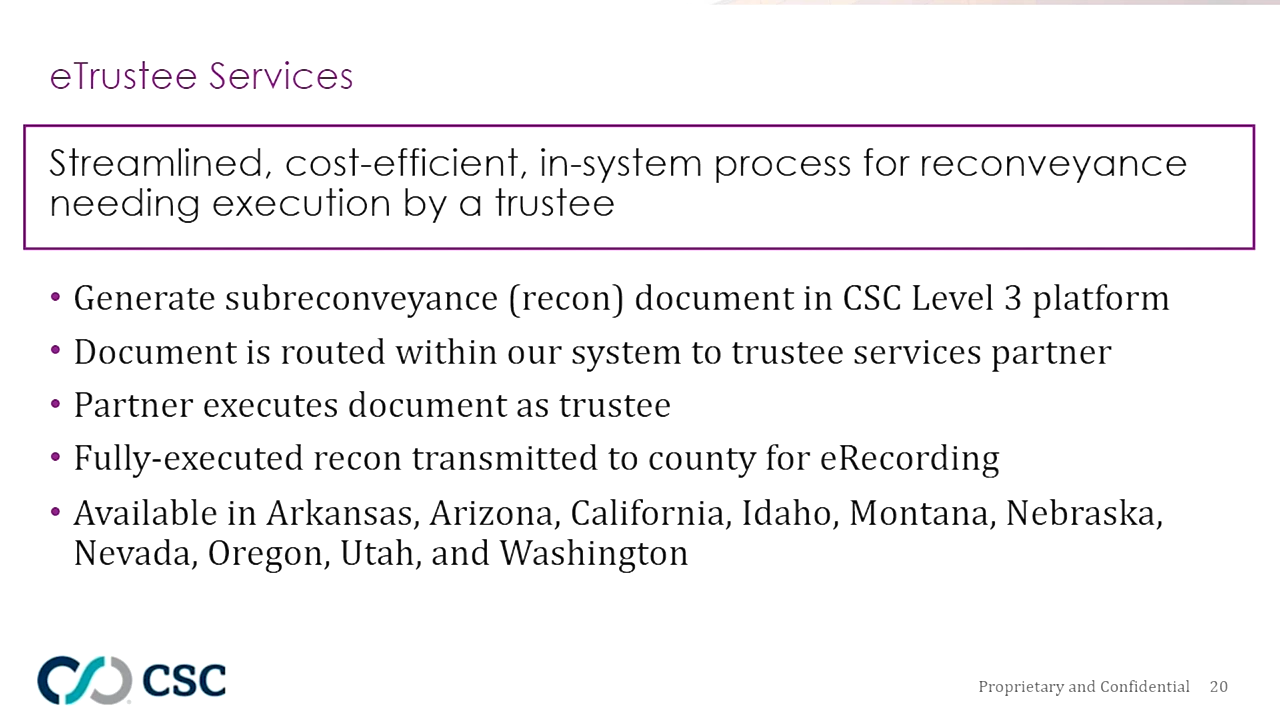 eTrustee Services
Streamlined, cost-efficient, in-system process for reconveyance
needing execution by a trustee
• Generate subreconveyance (recon) document in CSC Level 3 platform
• Document is routed within our system to trustee services partner
• Partner executes document as trustee
• Fully-executed recon transmitted to county for eRecording
• Available in Arkansas, Arizona, California, Idaho, Montana, Nebraska,
Nevada, Oregon, Utah, and Washington
CSC
Proprietary and Confidential 20